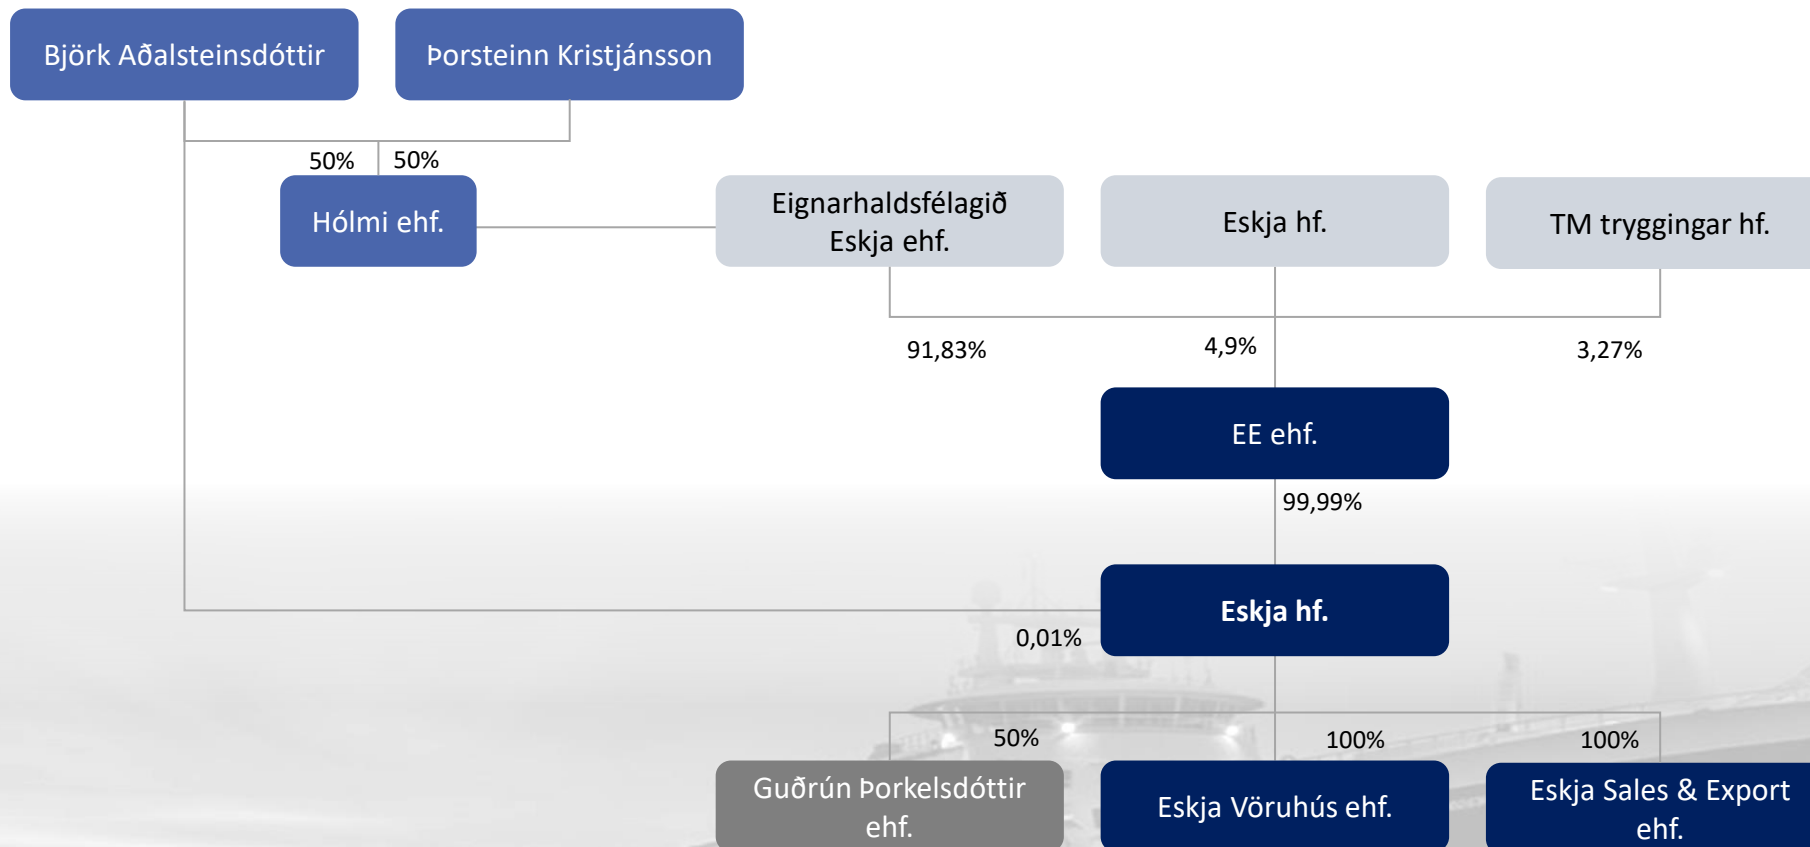 Björk Aðalsteinsdóttir
Þorsteinn Kristjánsson
50%
50%
Hólmi ehf.
Eignarhaldsfélagið
Eskja ehf.
Eskja hf.
TM tryggingar hf.
91,83%
4,9%
3,27%
EE ehf.
99,99%
Eskja hf.
0,01%
50%
100%
100%
Guðrún Þorkelsdóttir
ehf.
Eskja Vöruhús ehf.
Eskja Sales & Export
ehf.